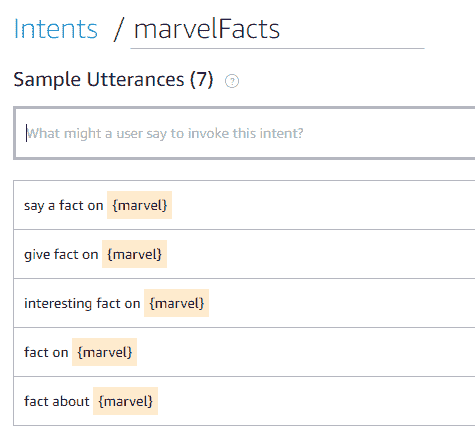 Intents / marvelFacts
Sample Utterances (7) ?
What might a user say to invoke this intent?
say a fact on {marvel}
give fact on {marvel}
interesting fact on {marvel}
fact on {marvel}
fact about {marvel}